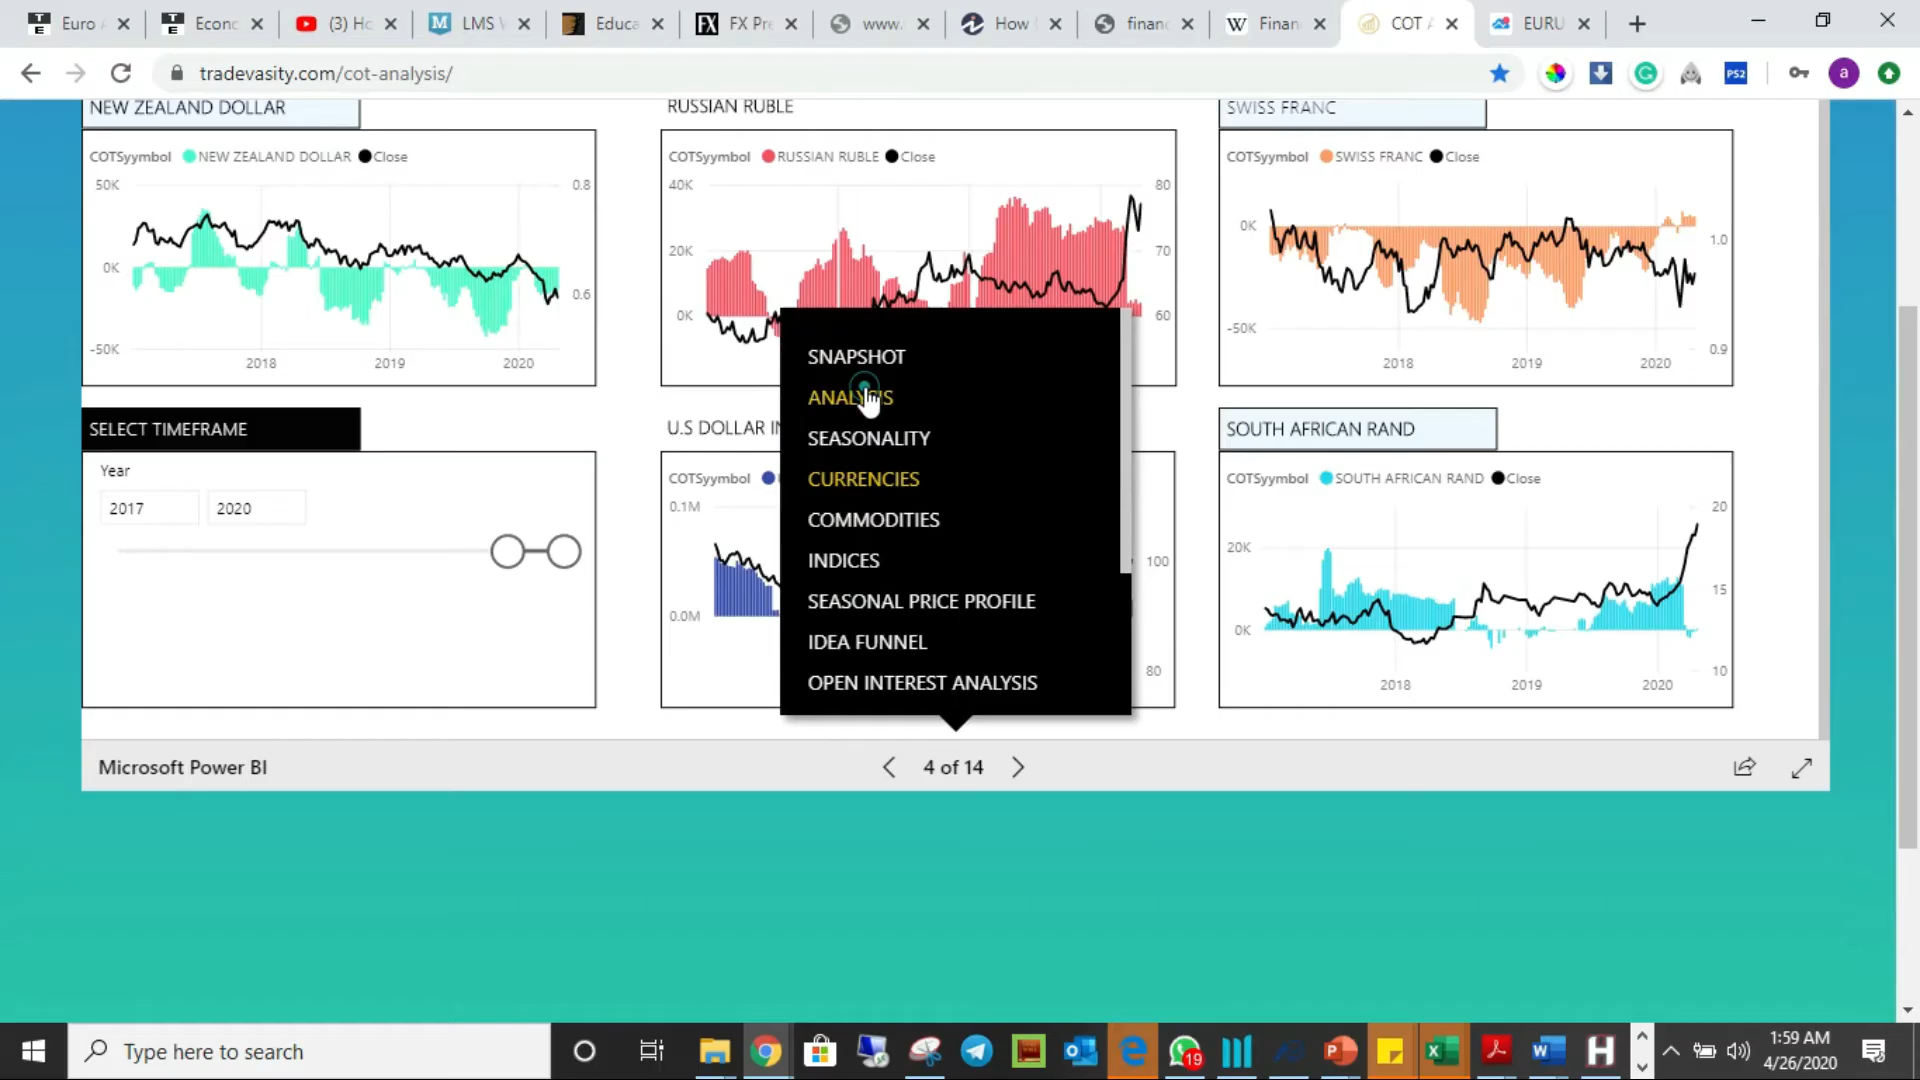 Euro
Econ
(3) Ho
LMS
Educa
FX Pre
www.
How
financ
Finan
COT
EURU
tradevasity.com/cot-analysis/
PS2
a
NEW ZEALAND DOLLAR
RUSSIAN RUBLE
SWISS FRANC
COTSyymbol NEW ZEALAND DOLLAR Close
50K
0.8
0K
0.6
-50K
2018 2019 2020
COTSyymbol RUSSIAN RUBLE Close
40K
80
20K
70
0K
60
COTSyymbol SWISS FRANC Close
0K
1.0
-50K
0.9
2018 2019 2020
SNAPSHOT
ANALYSIS
SEASONALITY
CURRENCIES
COMMODITIES
INDICES
SEASONAL PRICE PROFILE
IDEA FUNNEL
OPEN INTEREST ANALYSIS
SELECT TIMEFRAME
Year
2017 2020
U.S DOLLAR IN
COTSyymbol
0.1M
100
0.0M
80
SOUTH AFRICAN RAND
COTSyymbol SOUTH AFRICAN RAND Close
20
20K
15
0K
10
2018 2019 2020
Microsoft Power BI
4 of 14
Type here to search
19
1:59 AM
4/26/2020